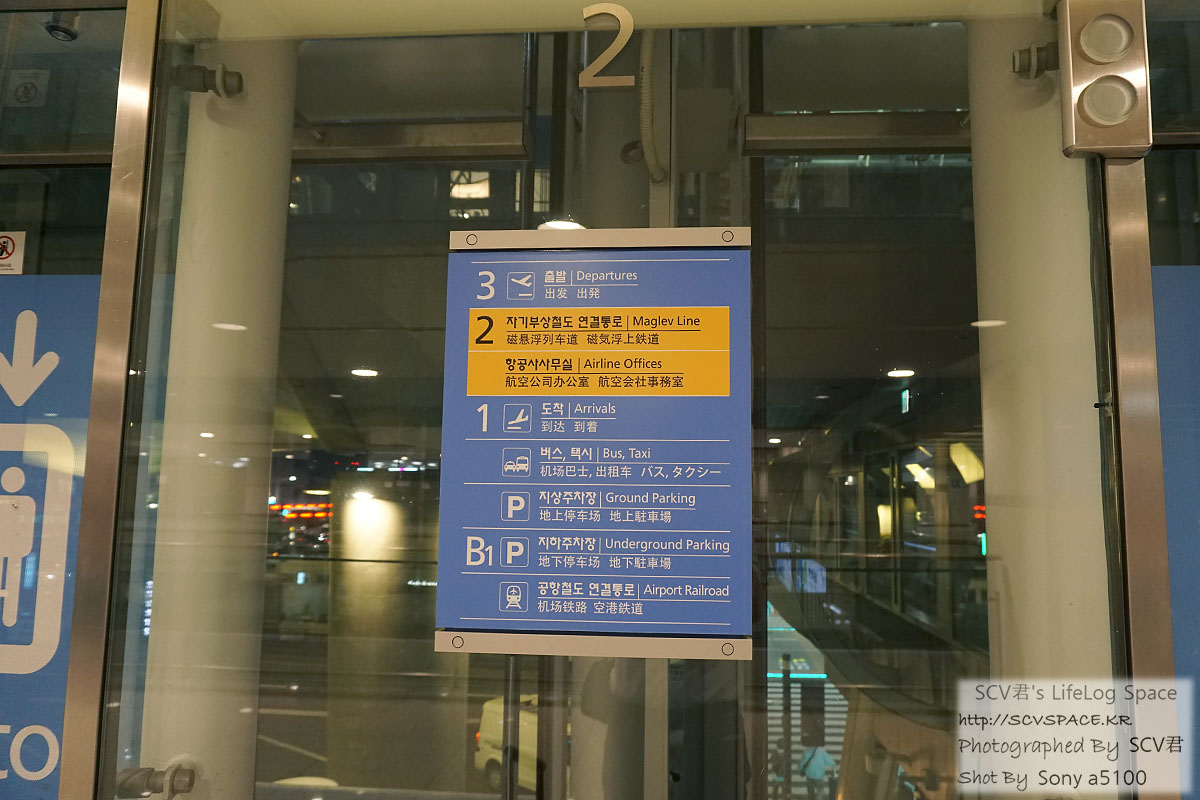 2
3 출발 | Departures
出发 出発
2 자기부상철도 연결통로 | Maglev Line
磁悬浮列车道 磁気浮上鉄道
항공사사무실 | Airline Offices
航空公司办公室 航空会社事務室
1 도착 | Arrivals
到达 到着
버스, 택시 | Bus, Taxi
机场巴士, 出租车 バス, タクシー
P 지상주차장 | Ground Parking
地上停车场 地上駐車場
B1 P 지하주차장 | Underground Parking
地下停车场 地下駐車場
공항철도 연결통로 | Airport Railroad
机场铁路 空港鉄道
to
SCV君's LifeLog Space
http://SCVSPACE.KR
Photographed By SCV君
Shot By Sony a5100